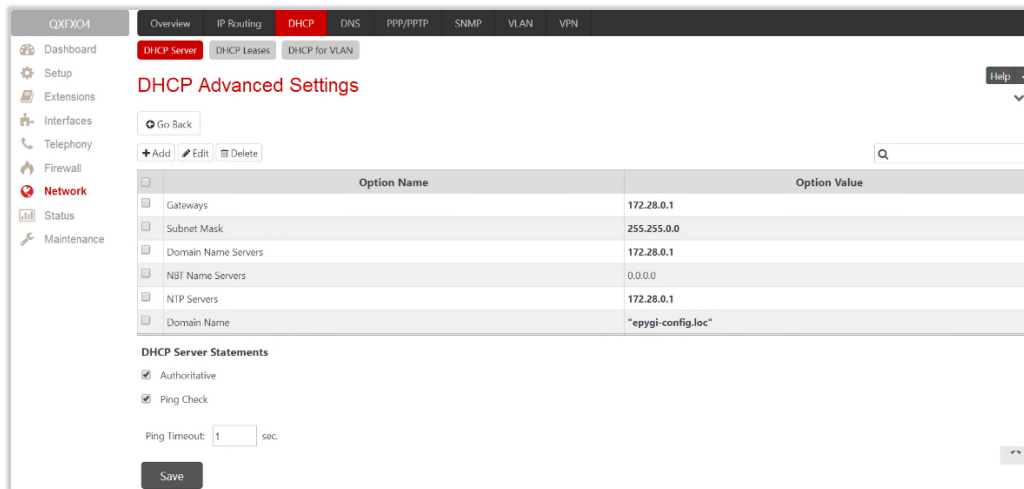 QXFXO4
Overview IP Routing DHCP DNS PPP/PPTP SNMP VLAN VPN
Dashboard
Setup
Extensions
Interfaces
Telephony
Firewall
Network
Status
Maintenance
DHCP Server DHCP Leases DHCP for VLAN
DHCP Advanced Settings
Help
Go Back
Add Edit Delete
Option Name Option Value
Gateways 172.28.0.1
Subnet Mask 255.255.0.0
Domain Name Servers 172.28.0.1
NBT Name Servers 0.0.0.0
NTP Servers 172.28.0.1
Domain Name "epygi-config.loc"
DHCP Server Statements
Authoritative
Ping Check
Ping Timeout: 1 sec.
Save